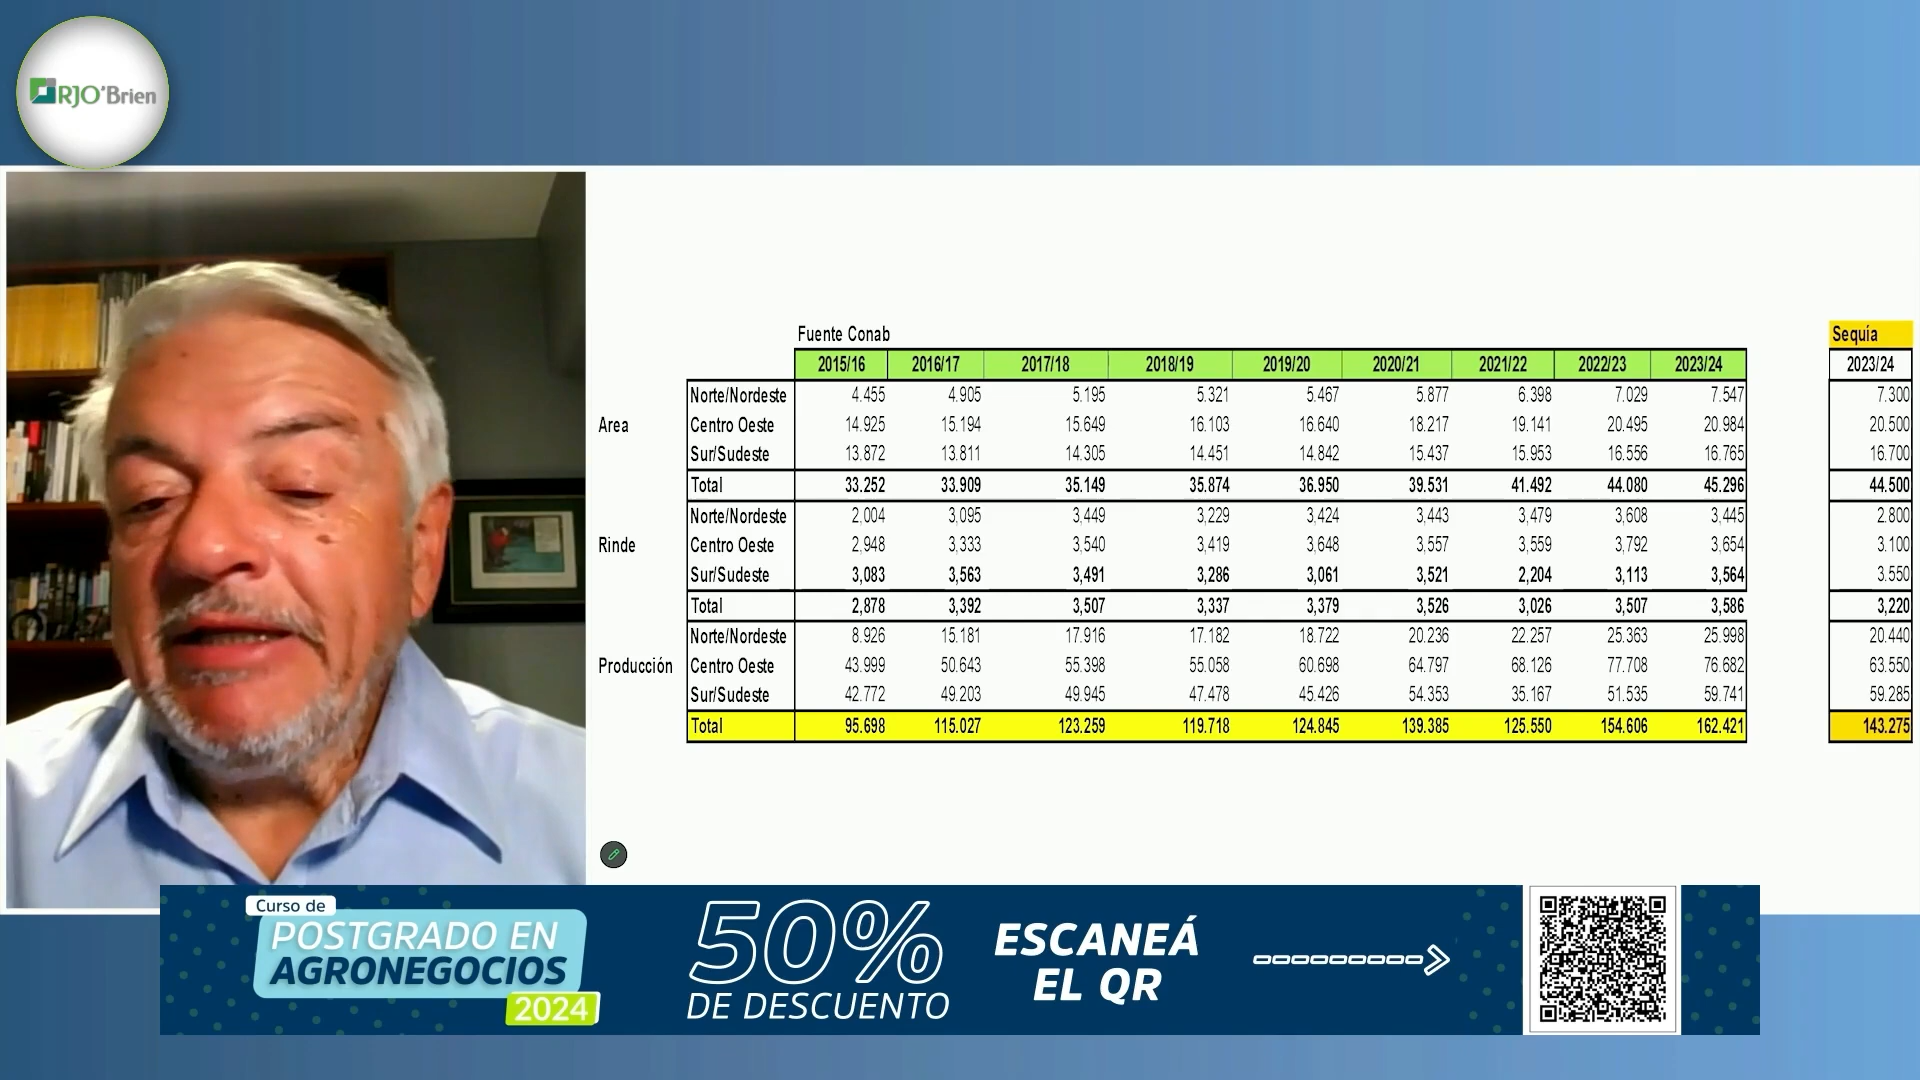 RJO'Brien
Fuente Conab Sequía
2015/16 2016/17 2017/18 2018/19 2019/20 2020/21 2021/22 2022/23 2023/24 2023/24
Norte/Nordeste 4.455 4.905 5.195 5.321 5.467 5.877 6.398 7.029 7.547 7.300
Area Centro Oeste 14.925 15.194 15.649 16.103 16.640 18.217 19.141 20.495 20.984 20.500
Sur/Sudeste 13.872 13.811 14.305 14.451 14.842 15.437 15.953 16.556 16.765 16.700
Total 33.252 33.909 35.149 35.874 36.950 39.531 41.492 44.080 45.296 44.500
Norte/Nordeste 2.004 3,095 3,449 3,229 3,424 3,443 3,479 3,608 3,445 2.800
Rinde Centro Oeste 2,948 3,333 3,540 3,419 3,648 3,557 3,559 3,792 3,654 3.100
Sur/Sudeste 3,083 3,563 3,491 3,286 3,061 3,521 2,204 3,113 3,564 3.550
Total 2,878 3,392 3,507 3,337 3,379 3,526 3,026 3,507 3,586 3,220
Norte/Nordeste 8.926 15.181 17.916 17.182 18.722 20.236 22.257 25.363 25.998 20.440
Producción Centro Oeste 43.999 50.643 55.398 55.058 60.698 64.797 68.126 77.708 76.682 63.550
Sur/Sudeste 42.772 49.203 49.945 47.478 45.426 54.353 35.167 51.535 59.741 59.285
Total 95.698 115.027 123.259 119.718 124.845 139.385 125.550 154.606 162.421 143.275
Curso de
POSTGRADO EN
AGRONEGOCIOS
2024
50%
DE DESCUENTO
ESCANEÁ
EL QR